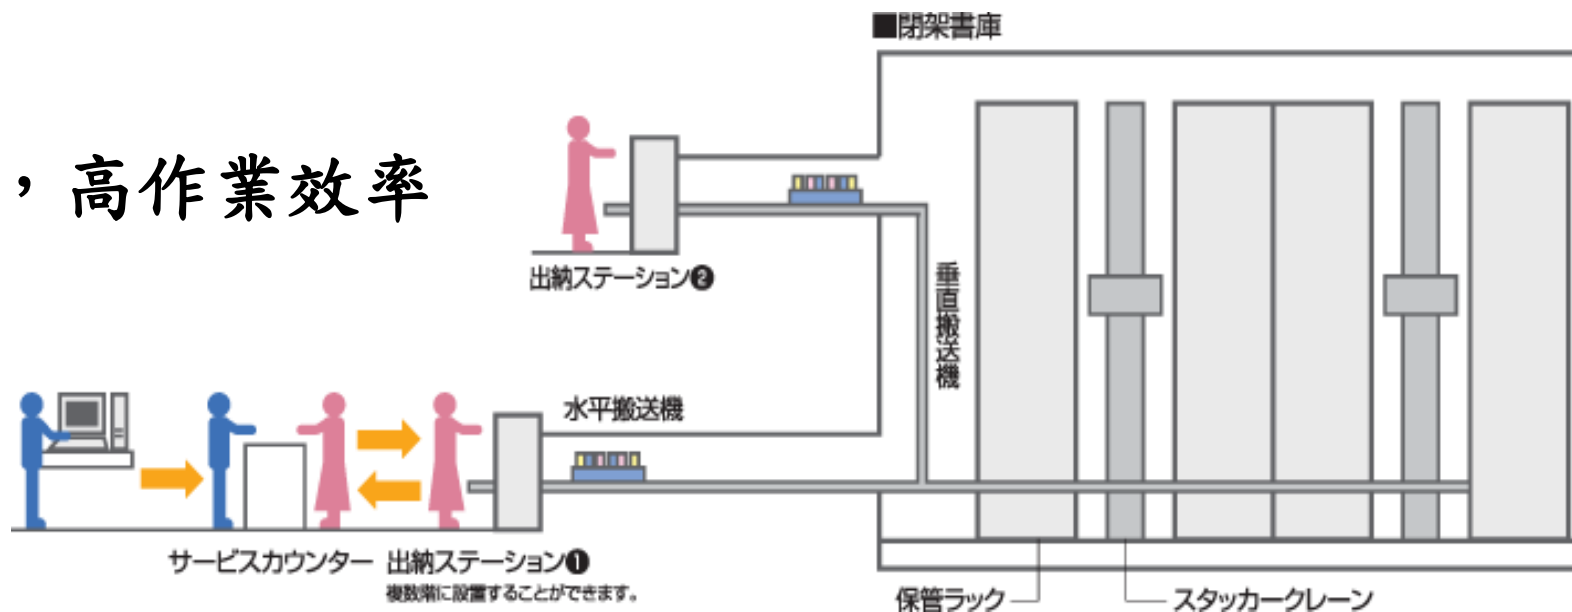 ■閉架書庫
，高作業効率
出納ステーション❷
垂直搬送機
水平搬送機
サービスカウンター
出納ステーション❶
複数階に設置することができます。
保管ラック
スタッカークレーン